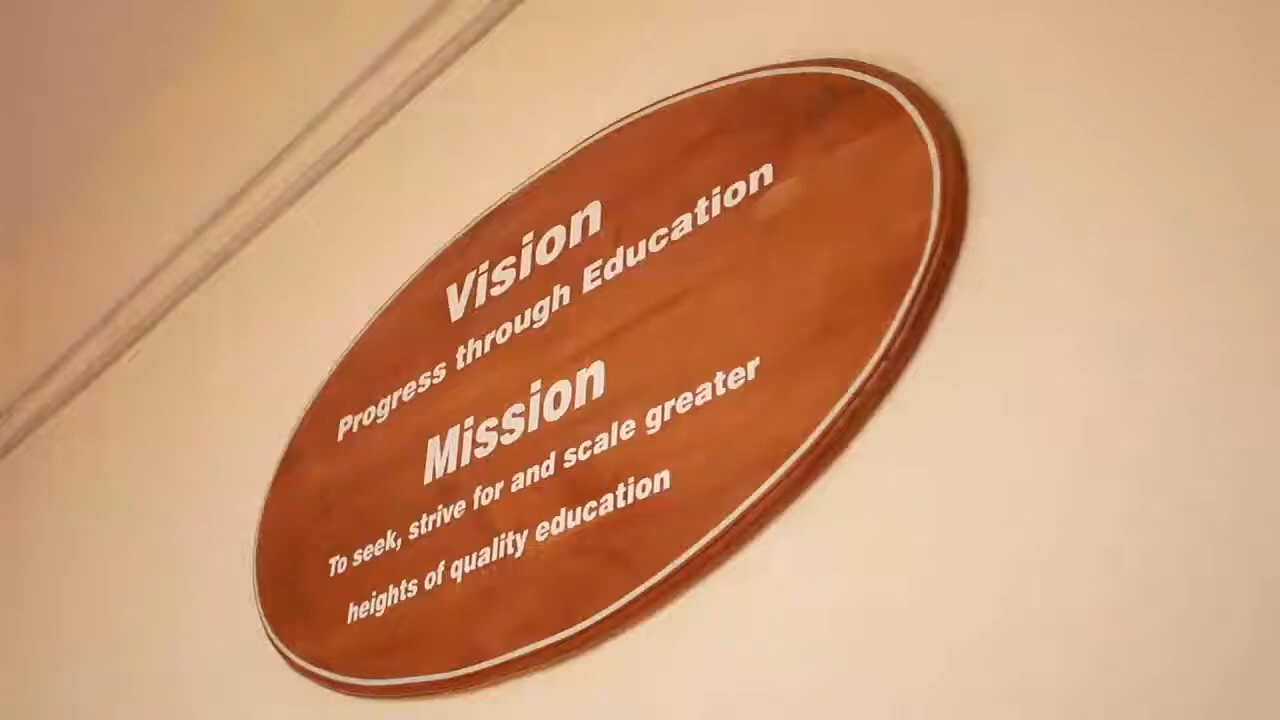 Vision
Progress through Education
Mission
To seek, strive for and scale greater
heights of quality education